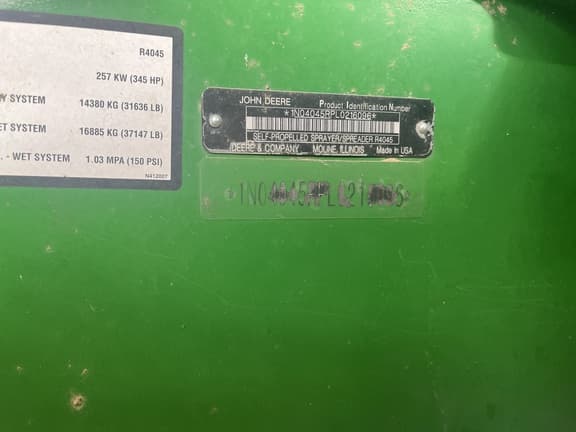 R4045
257 KW (345 HP)
Y SYSTEM 14380 KG (31636 LB)
ET SYSTEM 16885 KG (37147 LB)
. - WET SYSTEM 1.03 MPA (150 PSI)
N412007
JOHN DEERE Product Identification Number
*1N04045RPL0216096*
SELF-PROPELLED SPRAYER/SPREADER R4045
DEERE & COMPANY MOLINE, ILLINOIS Made in USA